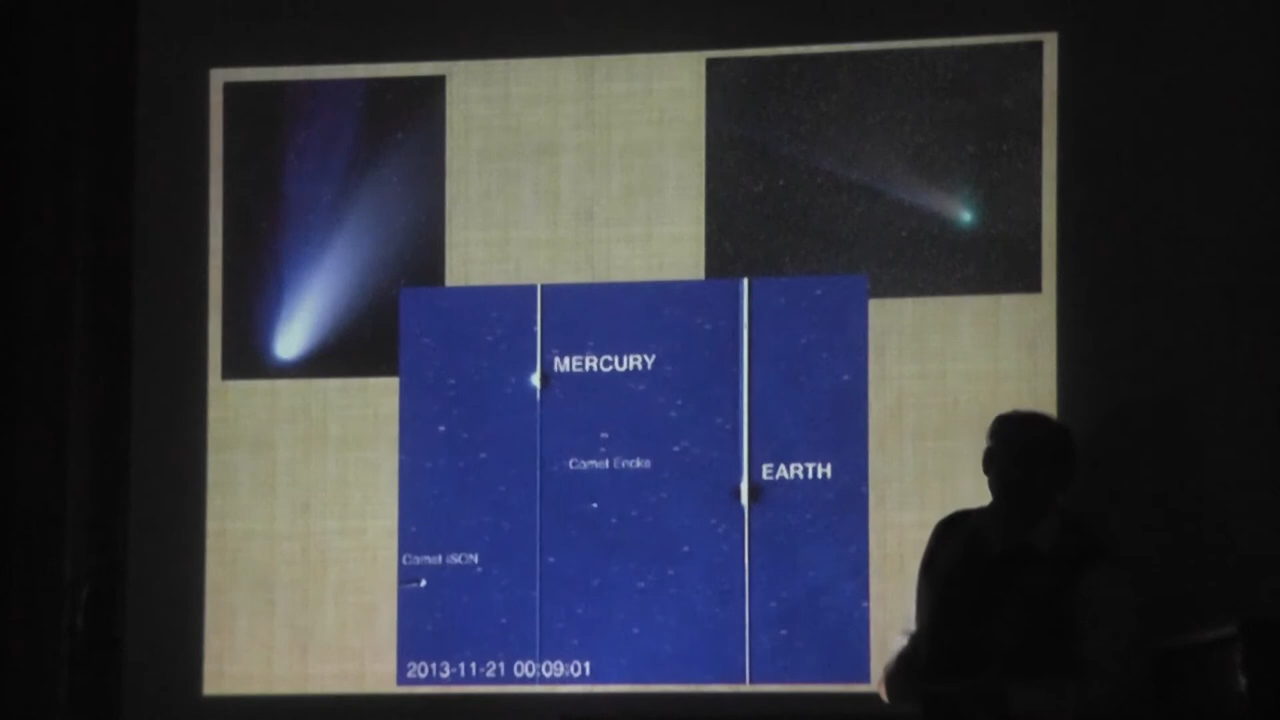 MERCURY
Comet Encke
EARTH
Comet ISON
2013-11-21 00:09:01